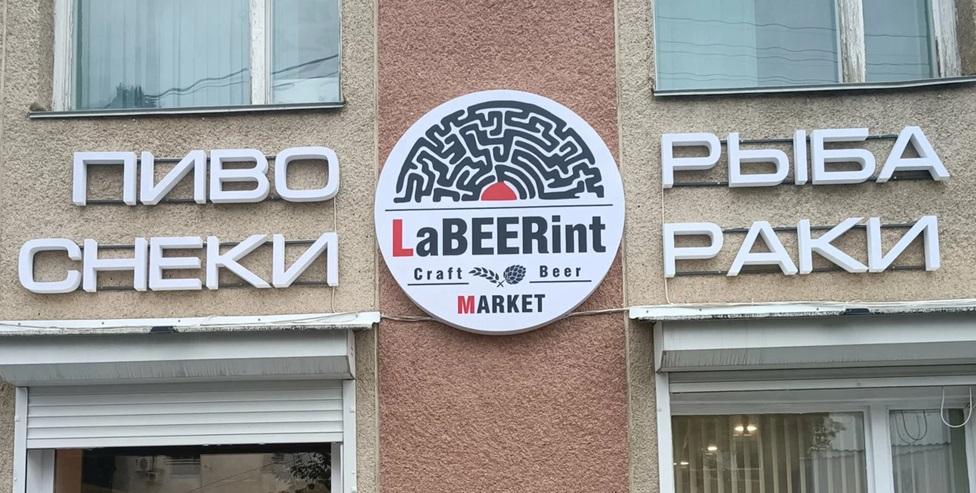 ПИВО
СНЕКИ
LaBEERint
Craft Beer
MARKET
РЫБА
РАКИ